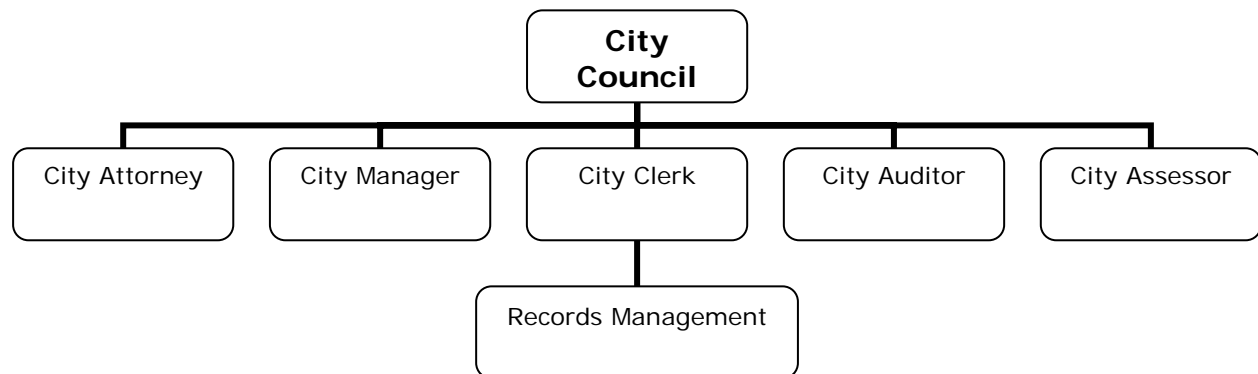 City
Council
City Attorney
City Manager
City Clerk
City Auditor
City Assessor
Records Management